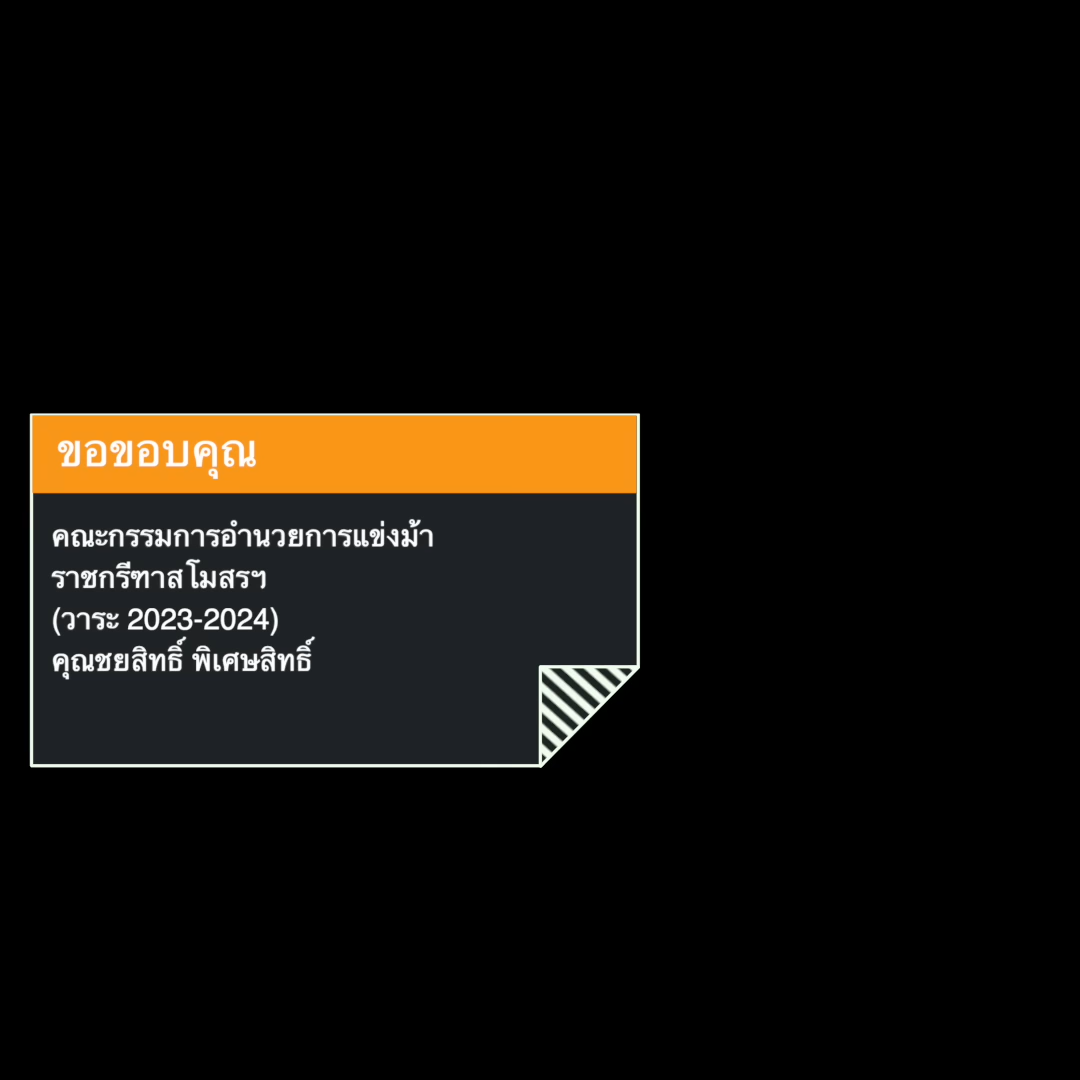 ขอขอบคุณ
คณะกรรมการอำนวยการแข่งม้า
ราชกรีฑาสโมสรฯ
(วาระ 2023-2024)
คุณชยสิทธิ์ พิเศษสิทธิ์